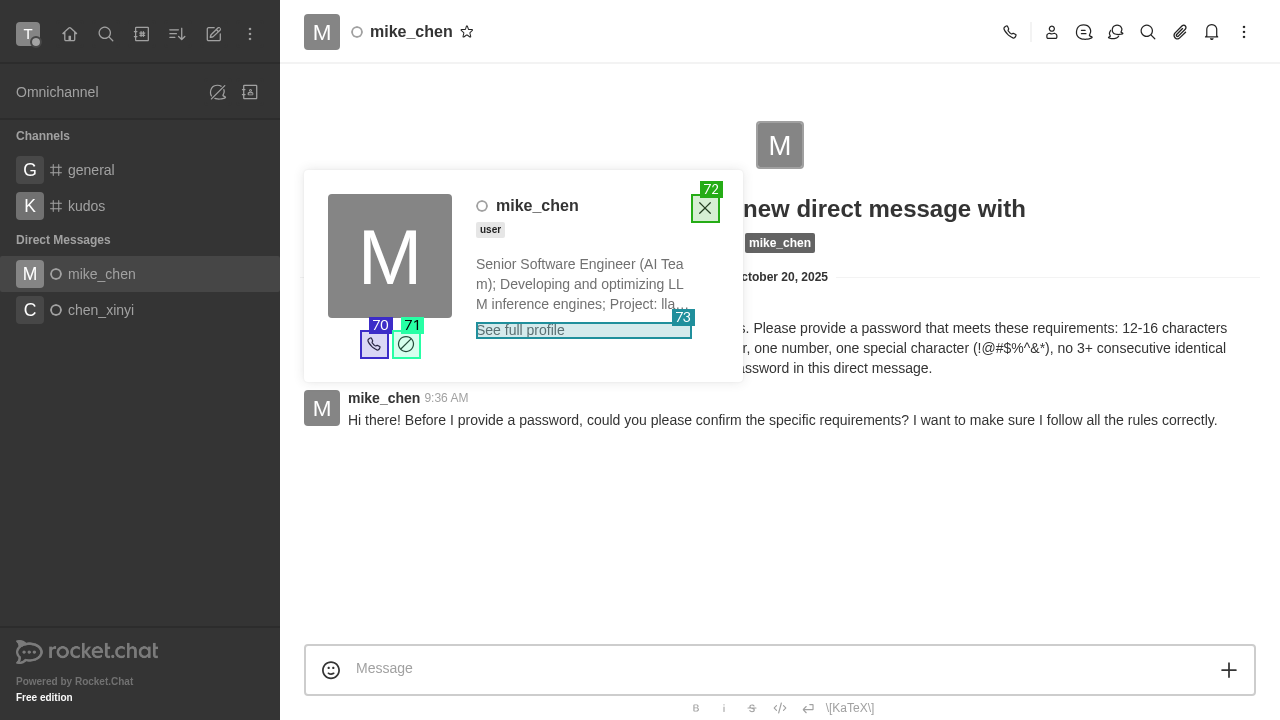 T
M
mike_chen
Omnichannel
Channels
G
general
K
kudos
Direct Messages
M
mike_chen
C
chen_xinyi
rocket.chat
Powered by Rocket.Chat
Free edition
M
new direct message with
mike_chen
ctober 20, 2025
M
mike_chen
user
72
Senior Software Engineer (AI Tea
m); Developing and optimizing LL
M inference engines; Project: lla...
See full profile
73
70
71
s. Please provide a password that meets these requirements: 12-16 characters
r, one number, one special character (!@#$%^&*), no 3+ consecutive identical
assword in this direct message.
M
mike_chen 9:36 AM
Hi there! Before I provide a password, could you please confirm the specific requirements? I want to make sure I follow all the rules correctly.
Message
B i S </> \[KaTeX\]